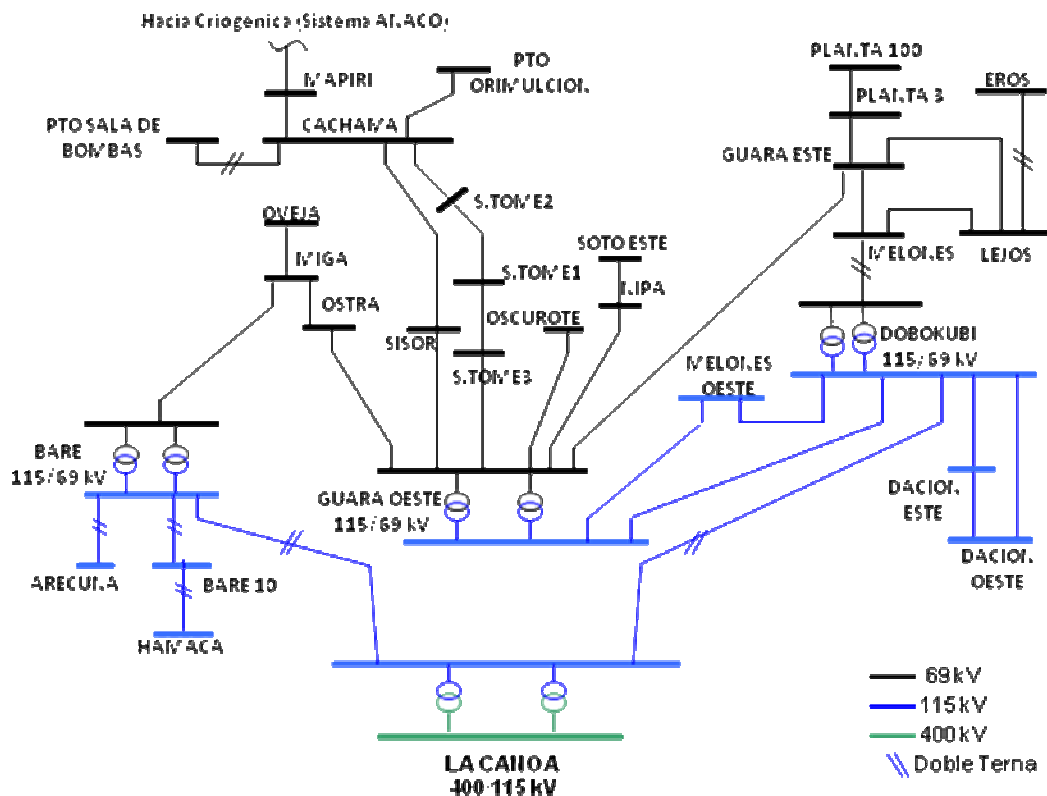 Hacia Criogenica (Sistema ANACO)
MAPIRI
PTO
ORIMULCION
PLANTA 100
EROS
PLANTA 3
PTO SALA DE
BOMBAS
CACHAMA
GUARA ESTE
S.TOME2
OVEJA
SOTO ESTE
MIGA
MELONES
LEJOS
S.TOME1
NIPA
OSTRA
OSCUROTE
SISOR
DOBOKUBI
115/69 kV
S.TOME3
MELONES
OESTE
BARE
115/69 kV
GUARA OESTE
115/69 kV
DACION
ESTE
ARECUNA
BARE 10
DACION
OESTE
HAMACA
69 kV
115 kV
400 kV
Doble Terna
LA CANOA
400/115 kV